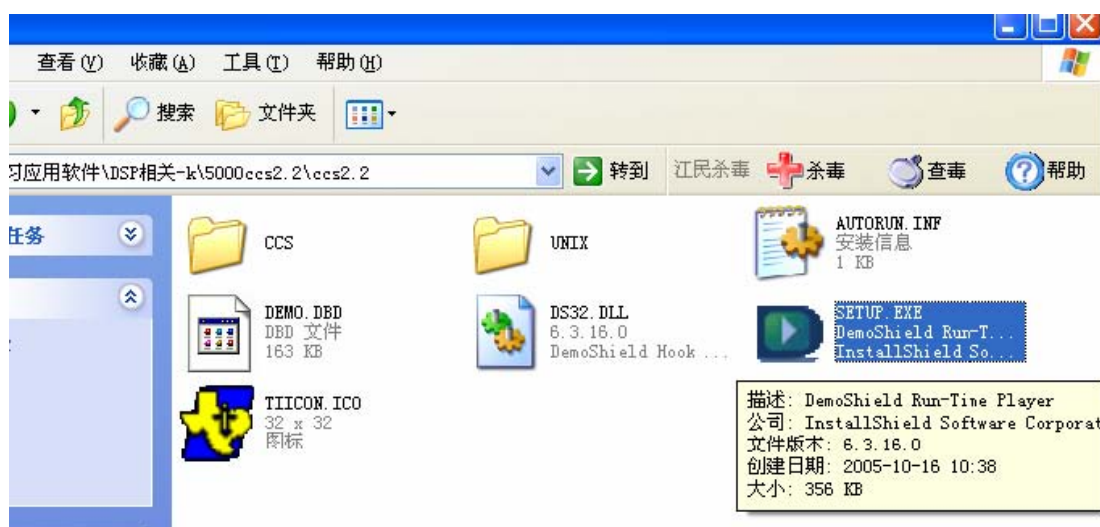 查看(V) 收藏(A) 工具(T) 帮助(H)
搜索 文件夹
习应用软件\DSP相关-k\5000ccs2.2\ccs2.2 转到 江民杀毒 杀毒 查毒 帮助
任务
CCS
UNIX
AUTORUN.INF
安装信息
1 KB
DEMO.DBD
DBD 文件
163 KB
DS32.DLL
6.3.16.0
DemoShield Hook ...
SETUP.EXE
DemoShield Run-T...
InstallShield So...
TIICON.ICO
32 x 32
图标
描述: DemoShield Run-Time Player
公司: InstallShield Software Corporat
文件版本: 6.3.16.0
创建日期: 2005-10-16 10:38
大小: 356 KB